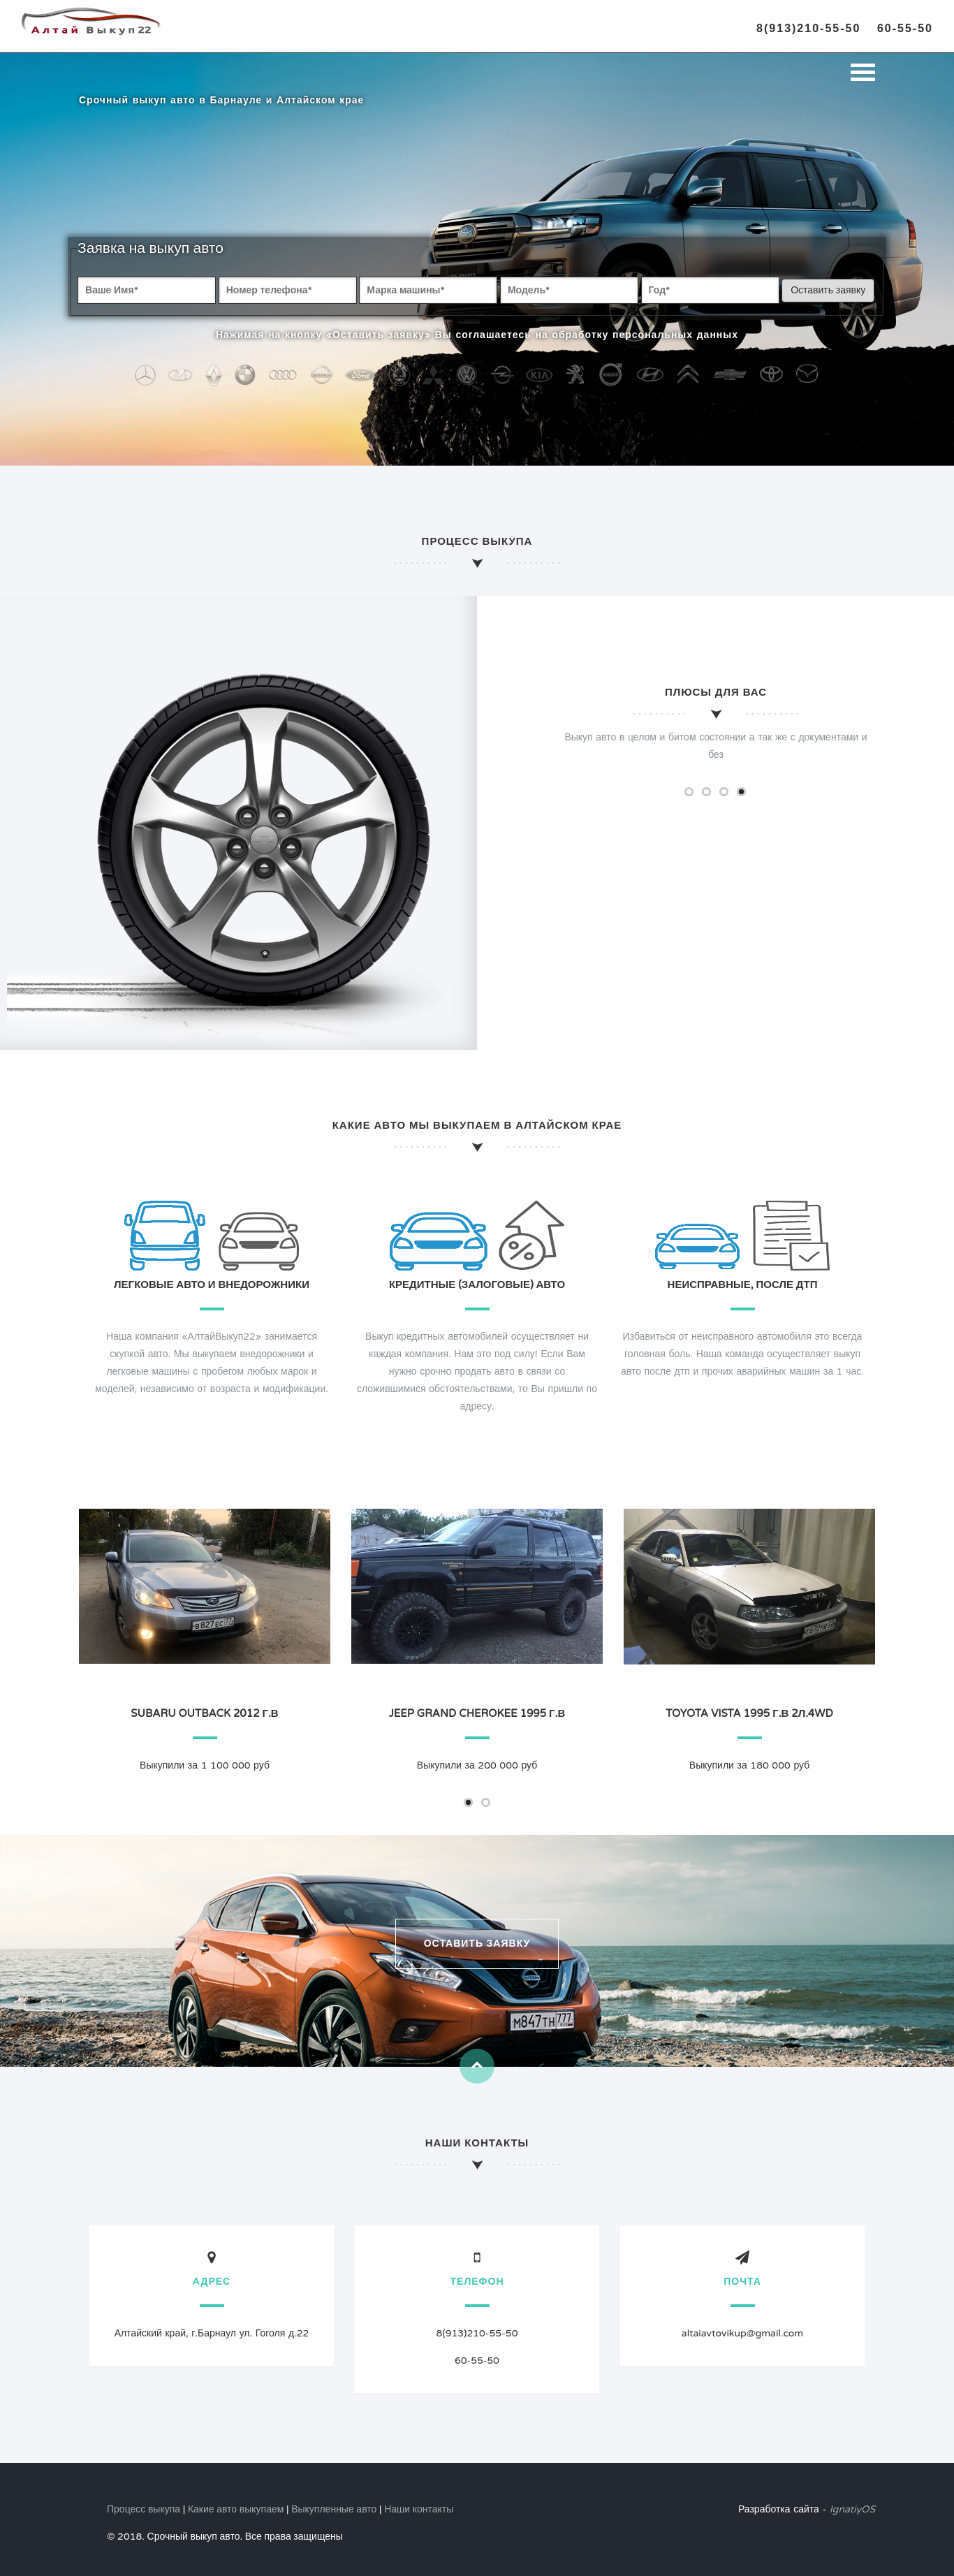 Алтай Выкуп22
8(913)210-55-50 60-55-50
Срочный выкуп авто в Барнауле и Алтайском крае
Заявка на выкуп авто
Ваше Имя*
Номер телефона*
Марка машины*
Модель*
Год*
Оставить заявку
Нажимая на кнопку «Оставить заявку» Вы соглашаетесь на обработку персональных данных
ПРОЦЕСС ВЫКУПА
ПЛЮСЫ ДЛЯ ВАС
Выкуп авто в целом и битом состоянии а так же с документами и
без
КАКИЕ АВТО МЫ ВЫКУПАЕМ В АЛТАЙСКОМ КРАЕ
ЛЕГКОВЫЕ АВТО И ВНЕДОРОЖНИКИ
Наша компания «АлтайВыкуп22» занимается
скупкой авто. Мы выкупаем внедорожники и
легковые машины с пробегом любых марок и
моделей, независимо от возраста и модификации.
КРЕДИТНЫЕ (ЗАЛОГОВЫЕ) АВТО
Выкуп кредитных автомобилей осуществляет ни
каждая компания. Нам это под силу! Если Вам
нужно срочно продать авто в связи со
сложившимися обстоятельствами, то Вы пришли по
адресу.
НЕИСПРАВНЫЕ, ПОСЛЕ ДТП
Избавиться от неисправного автомобиля это всегда
головная боль. Наша команда осуществляет выкуп
авто после дтп и прочих аварийных машин за 1 час.
SUBARU OUTBACK 2012 Г.В
Выкупили за 1 100 000 руб
JEEP GRAND CHEROKEE 1995 Г.В
Выкупили за 200 000 руб
TOYOTA VISTA 1995 Г.В 2Л.4WD
Выкупили за 180 000 руб
ОСТАВИТЬ ЗАЯВКУ
М847ТН 777
НАШИ КОНТАКТЫ
АДРЕС
Алтайский край, г.Барнаул ул. Гоголя д.22
ТЕЛЕФОН
8(913)210-55-50
60-55-50
ПОЧТА
altaiavtovikup@gmail.com
Процесс выкупа | Какие авто выкупаем | Выкупленные авто | Наши контакты
Разработка сайта - IgnatiyOS
© 2018. Срочный выкуп авто. Все права защищены